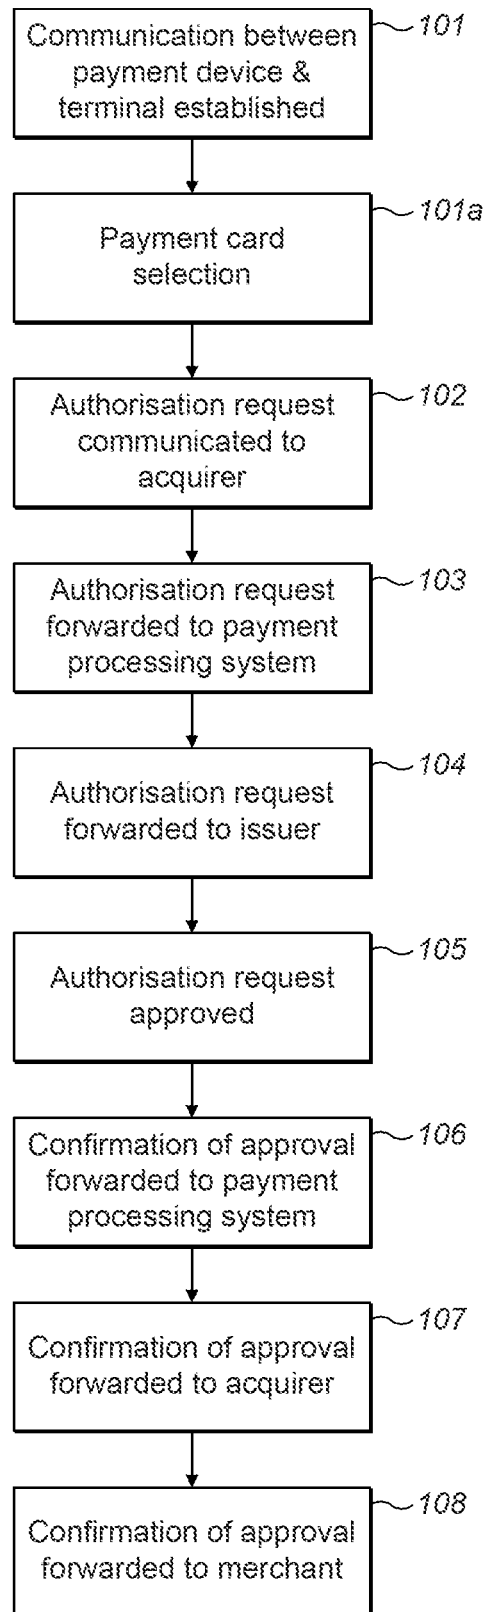 Communication between
payment device &
terminal established
101
Payment card
selection
101a
Authorisation request
communicated to
acquirer
102
Authorisation request
forwarded to payment
processing system
103
Authorisation request
forwarded to issuer
104
Authorisation request
approved
105
Confirmation of approval
forwarded to payment
processing system
106
Confirmation of approval
forwarded to acquirer
107
Confirmation of approval
forwarded to merchant
108